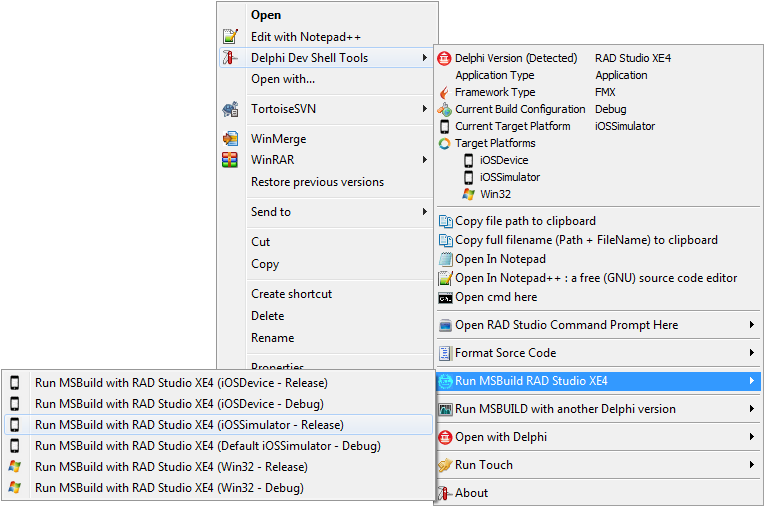 Open
Edit with Notepad++
Delphi Dev Shell Tools
Open with...
TortoiseSVN
WinMerge
WinRAR
Restore previous versions
Send to
Cut
Copy
Create shortcut
Delete
Rename
Properties
Delphi Version (Detected) RAD Studio XE4
Application Type Application
Framework Type FMX
Current Build Configuration Debug
Current Target Platform iOSSimulator
Target Platforms
iOSDevice
iOSSimulator
Win32
Copy file path to clipboard
Copy full filename (Path + FileName) to clipboard
Open In Notepad
Open In Notepad++ : a free (GNU) source code editor
Open cmd here
Open RAD Studio Command Prompt Here
Format Sorce Code
Run MSBuild RAD Studio XE4
Run MSBUILD with another Delphi version
Open with Delphi
Run Touch
About
Run MSBuild with RAD Studio XE4 (iOSDevice - Release)
Run MSBuild with RAD Studio XE4 (iOSDevice - Debug)
Run MSBuild with RAD Studio XE4 (iOSSimulator - Release)
Run MSBuild with RAD Studio XE4 (Default iOSSimulator - Debug)
Run MSBuild with RAD Studio XE4 (Win32 - Release)
Run MSBuild with RAD Studio XE4 (Win32 - Debug)